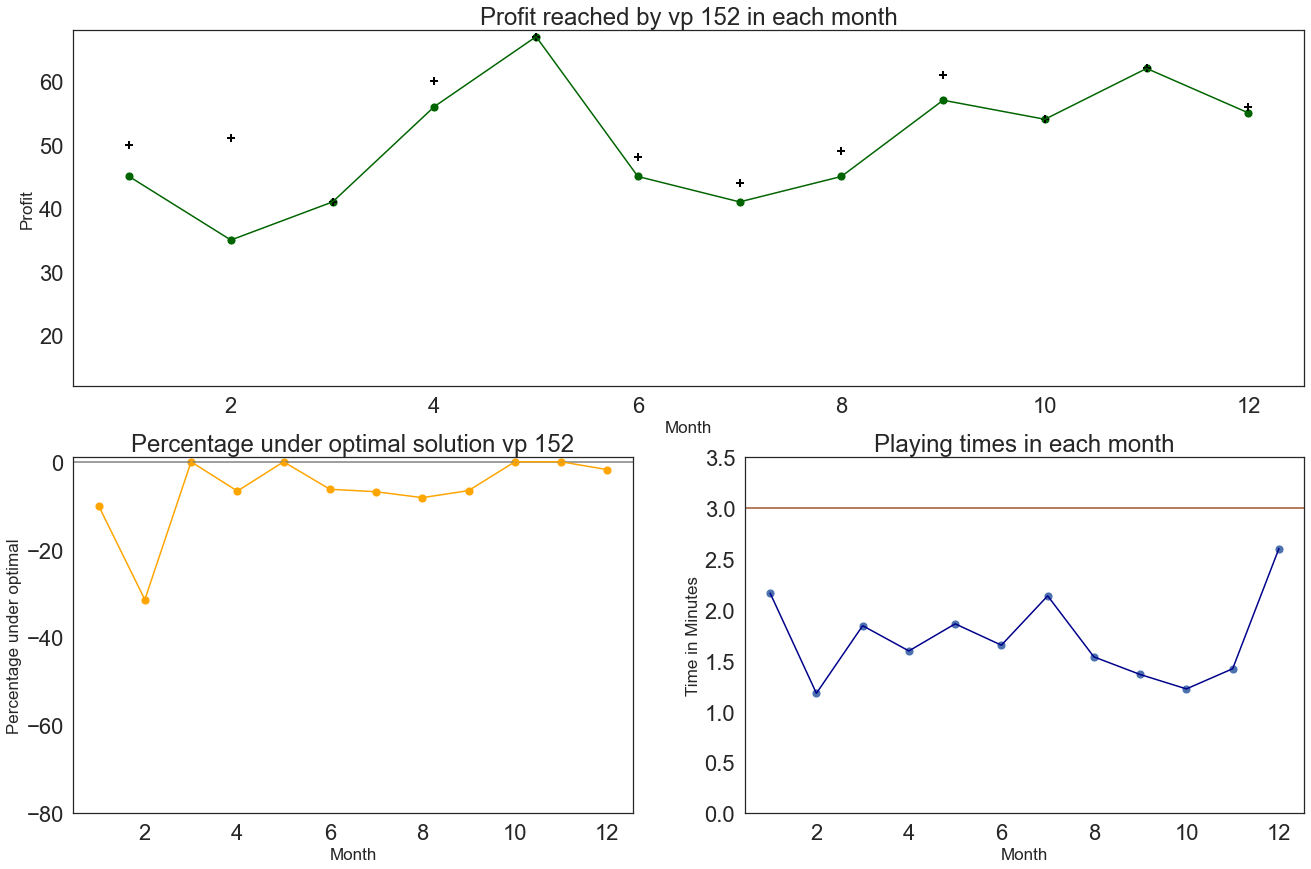 Profit reached by vp 152 in each month
Profit
60
50
40
30
20
2 4 6 8 10 12
Month
Percentage under optimal solution vp 152
Percentage under optimal
0
−20
−40
−60
−80
2 4 6 8 10 12
Month
Playing times in each month
Time in Minutes
3.5
3.0
2.5
2.0
1.5
1.0
0.5
0.0
2 4 6 8 10 12
Month